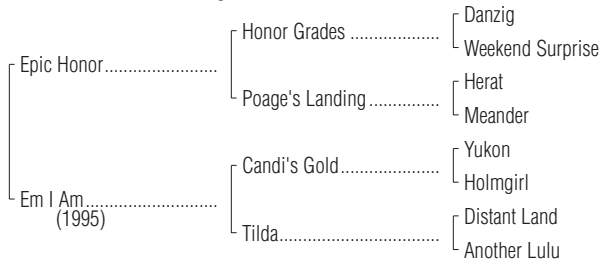 Danzig
Honor Grades ....................
Weekend Surprise
Epic Honor.........................
Herat
Poage's Landing ................
Meander
Yukon
Candi's Gold......................
Holmgirl
Em I Am.............................
(1995)
Distant Land
Tilda....................................
Another Lulu